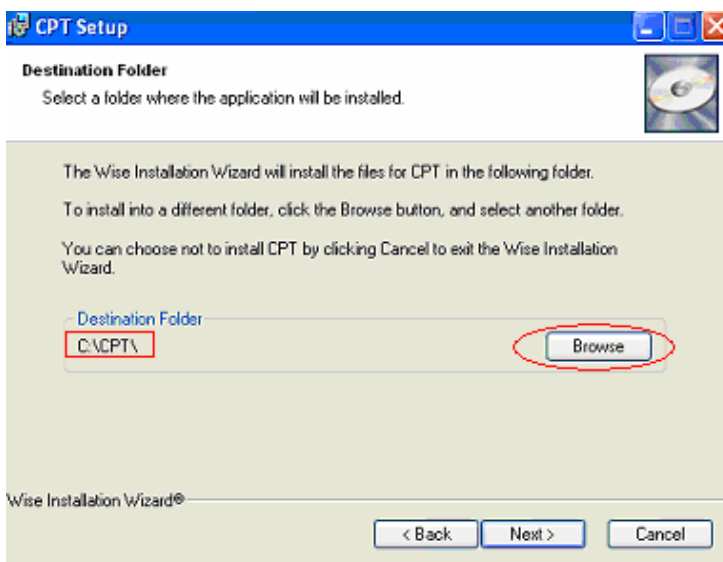 CPT Setup
Destination Folder
Select a folder where the application will be installed.
The Wise Installation Wizard will install the files for CPT in the following folder.
To install into a different folder, click the Browse button, and select another folder.
You can choose not to install CPT by clicking Cancel to exit the Wise Installation
Wizard.
Destination Folder
C:\CPT\
Browse
Wise Installation Wizard®
< Back
Next >
Cancel